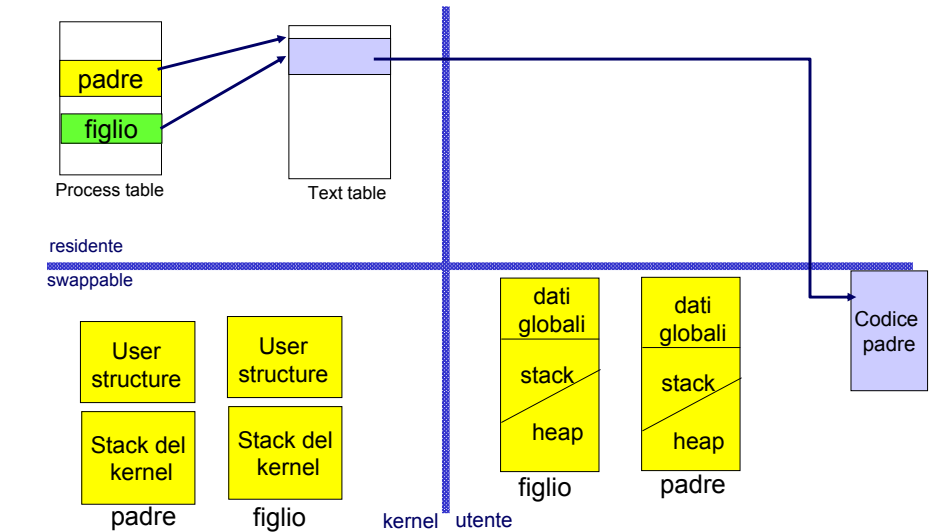 padre
figlio
Process table
Text table
residente
swappable
User
structure
Stack del
kernel
padre
User
structure
Stack del
kernel
figlio
kernel
utente
dati
globali
stack
heap
figlio
dati
globali
stack
heap
padre
Codice
padre